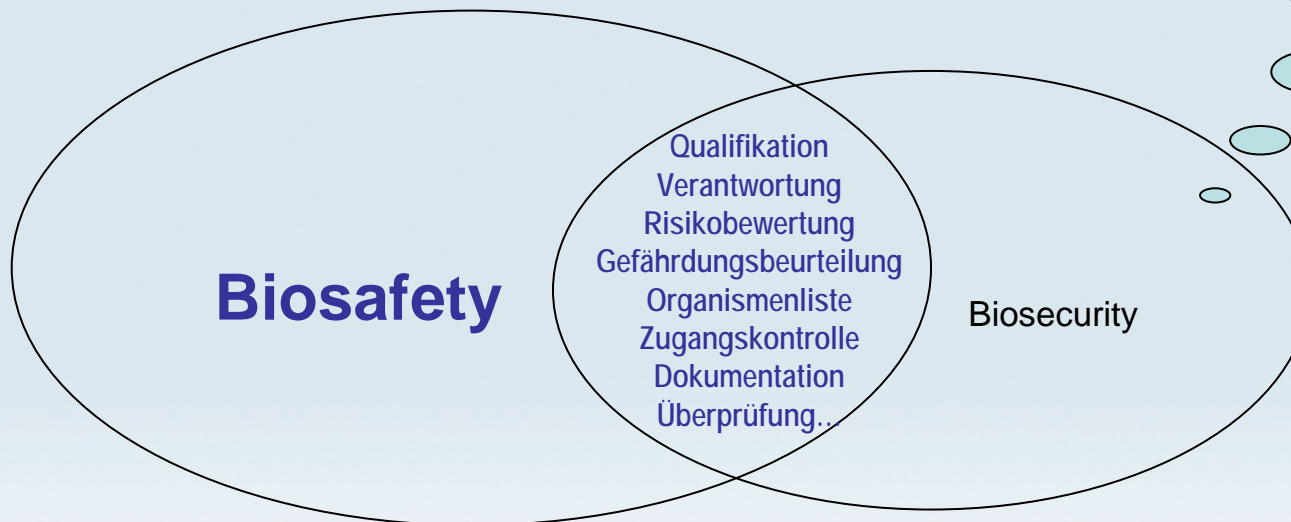 Biosafety
Qualifikation
Verantwortung
Risikobewertung
Gefährdungsbeurteilung
Organismenliste
Zugangskontrolle
Dokumentation
Überprüfung...
Biosecurity